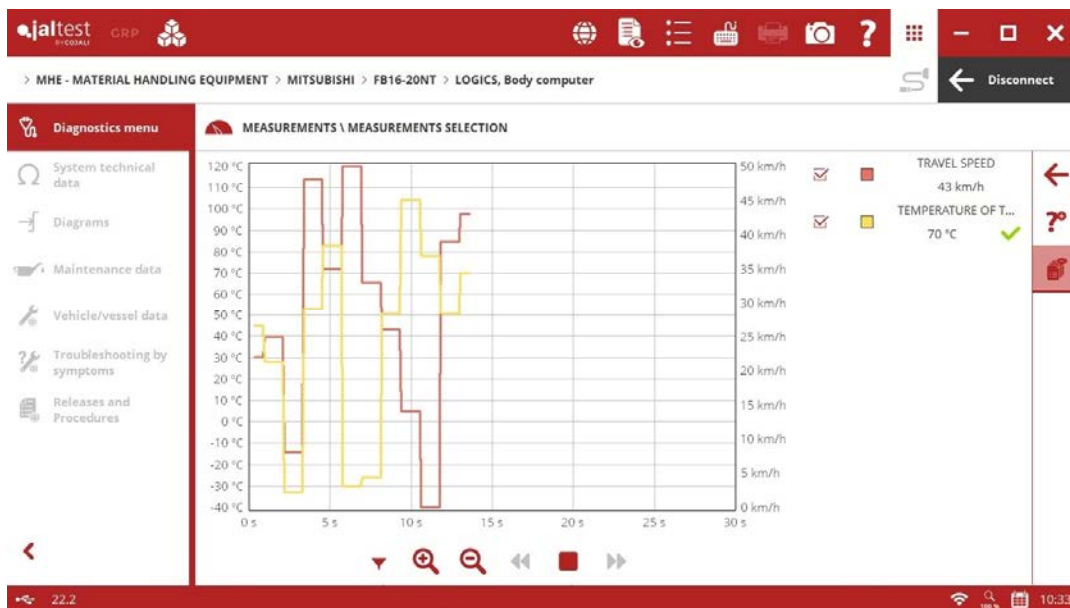 jaltest GRP
BY COJALI
?
> MHE - MATERIAL HANDLING EQUIPMENT > MITSUBISHI > FB16-20NT > LOGICS, Body computer
Disconnect
Diagnostics menu
System technical
data
Diagrams
Maintenance data
Vehicle/vessel data
Troubleshooting by
symptoms
Releases and
Procedures
MEASUREMENTS \ MEASUREMENTS SELECTION
120 °C
110 °C
100 °C
90 °C
80 °C
70 °C
60 °C
50 °C
40 °C
30 °C
20 °C
10 °C
0 °C
-10 °C
-20 °C
-30 °C
-40 °C
0 s 5 s 10 s 15 s 20 s 25 s 30 s
50 km/h
45 km/h
40 km/h
35 km/h
30 km/h
25 km/h
20 km/h
15 km/h
10 km/h
5 km/h
0 km/h
TRAVEL SPEED
43 km/h
TEMPERATURE OF T...
70 °C
22.2
100 %
10:33